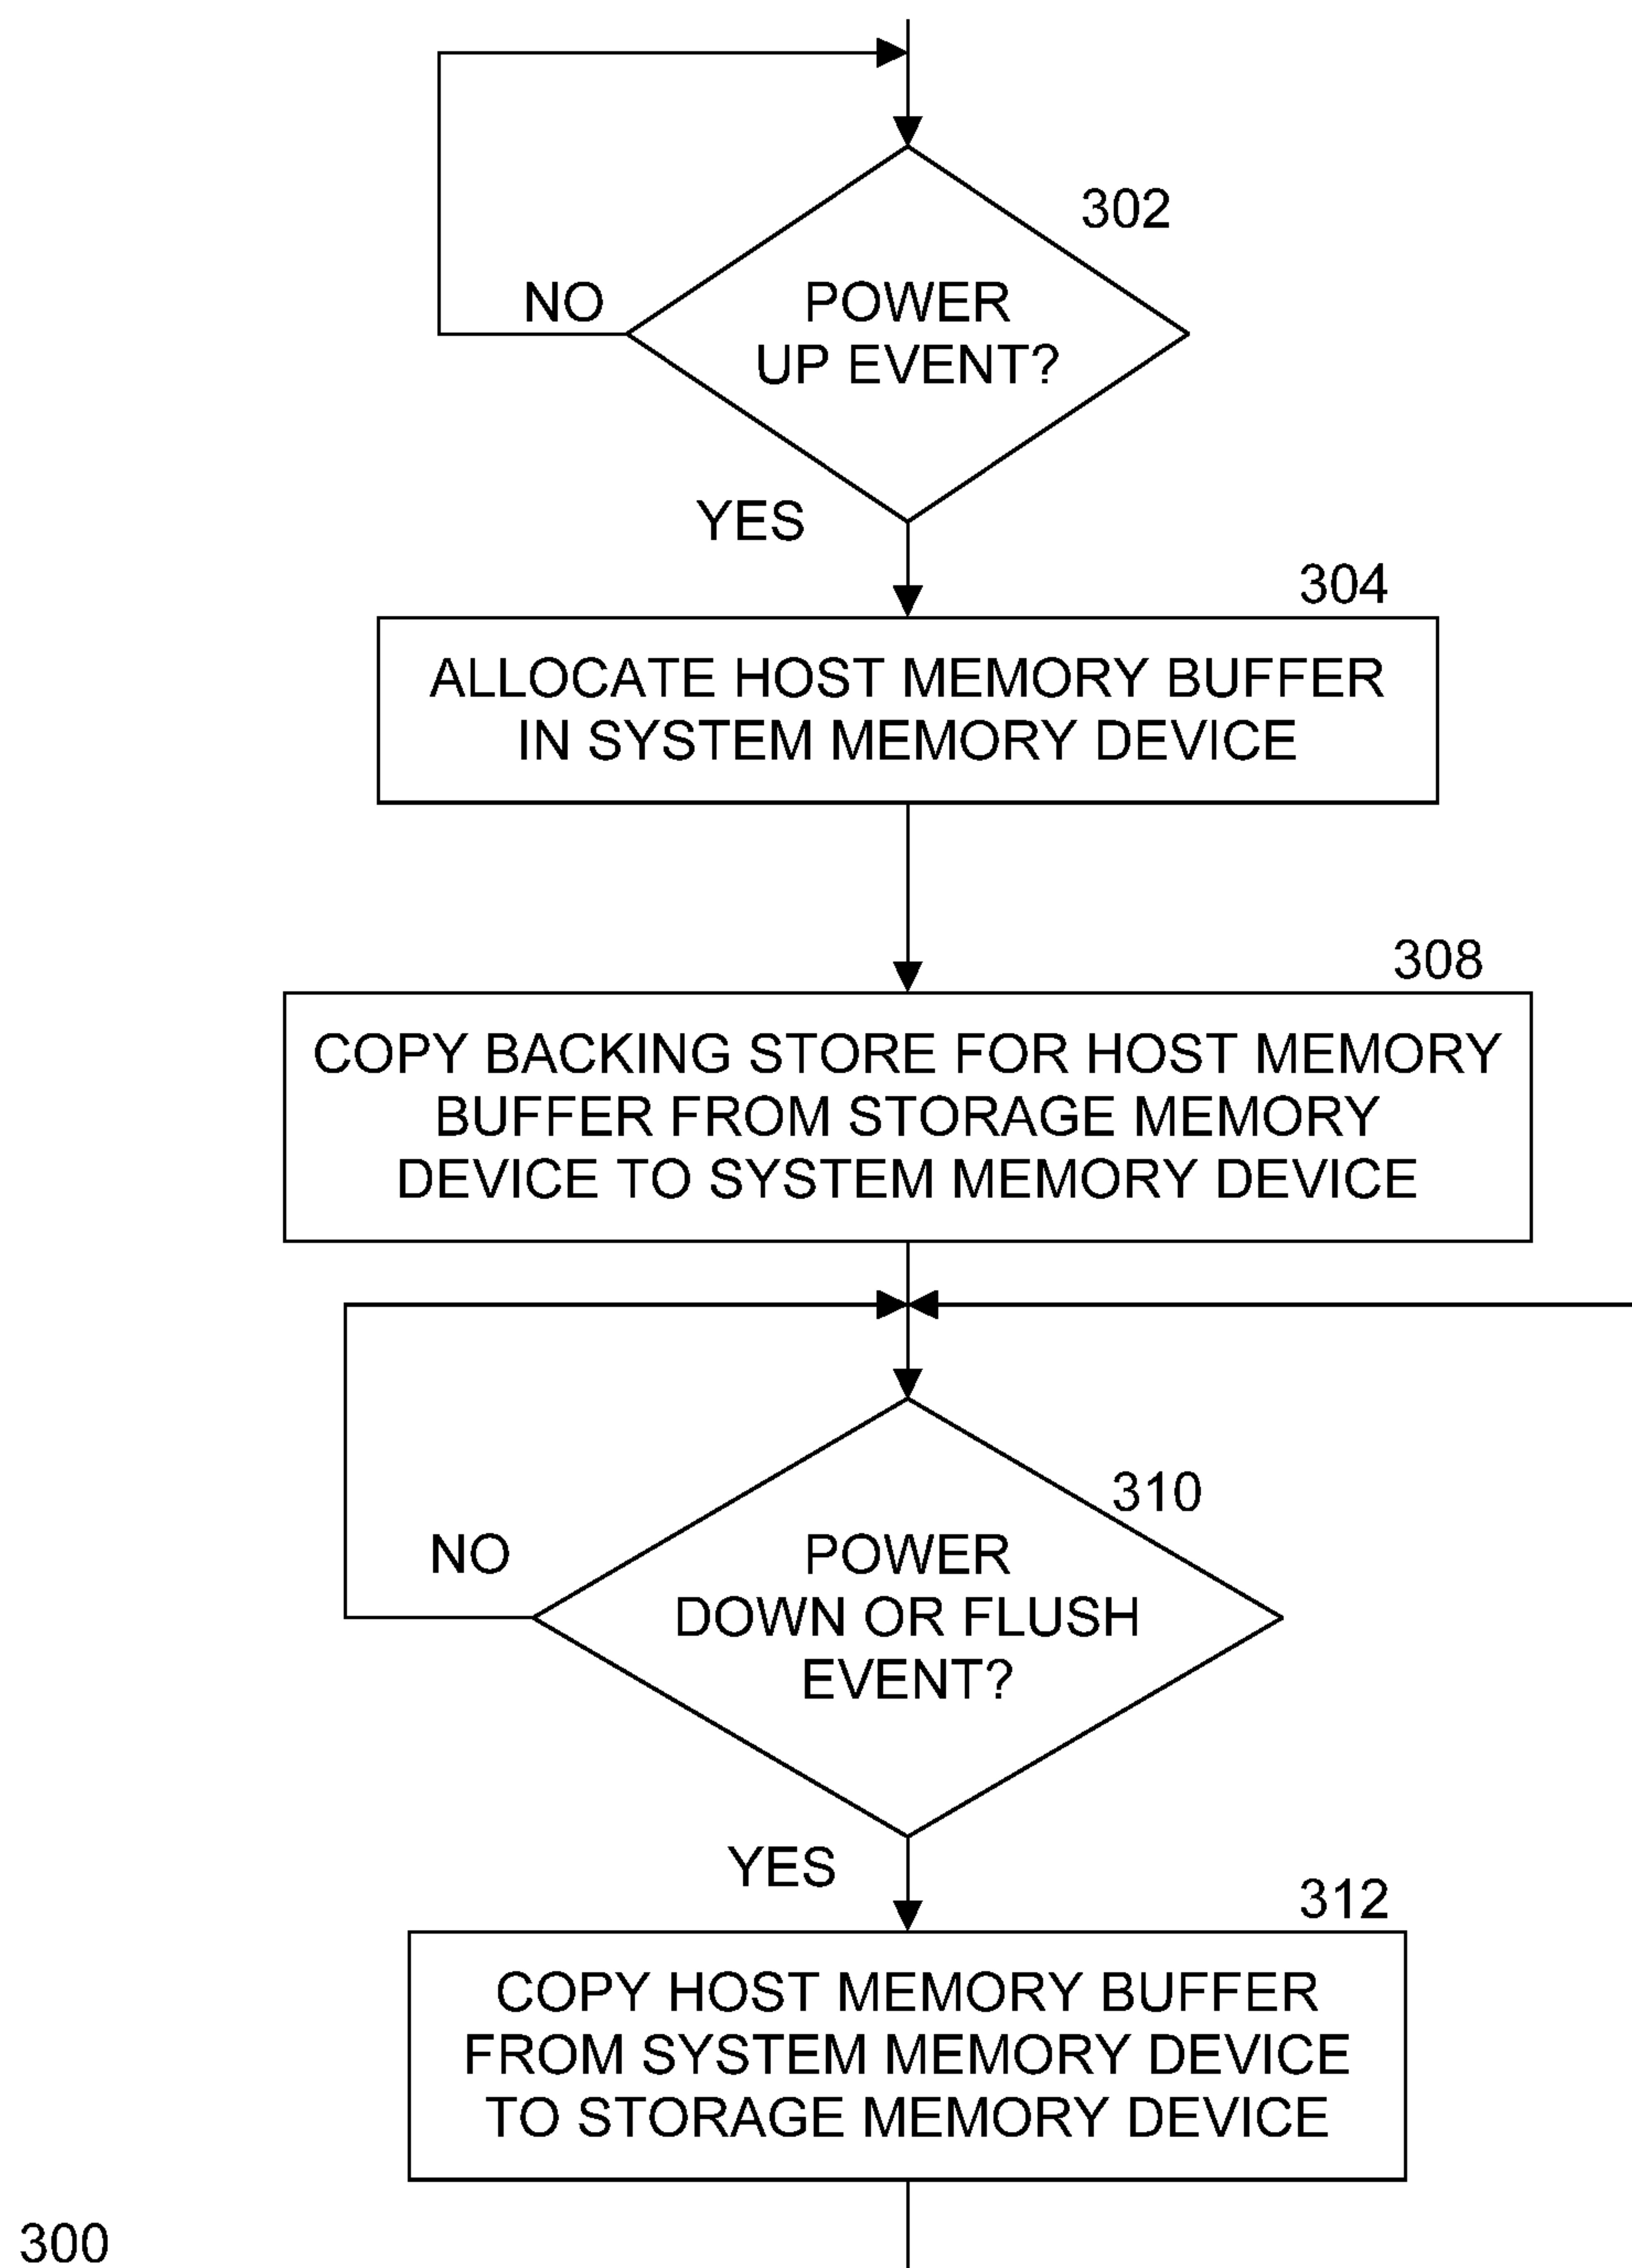 302
NO
POWER
UP EVENT?
YES
304
ALLOCATE HOST MEMORY BUFFER
IN SYSTEM MEMORY DEVICE
308
COPY BACKING STORE FOR HOST MEMORY
BUFFER FROM STORAGE MEMORY
DEVICE TO SYSTEM MEMORY DEVICE
310
NO
POWER
DOWN OR FLUSH
EVENT?
YES
312
COPY HOST MEMORY BUFFER
FROM SYSTEM MEMORY DEVICE
TO STORAGE MEMORY DEVICE
300